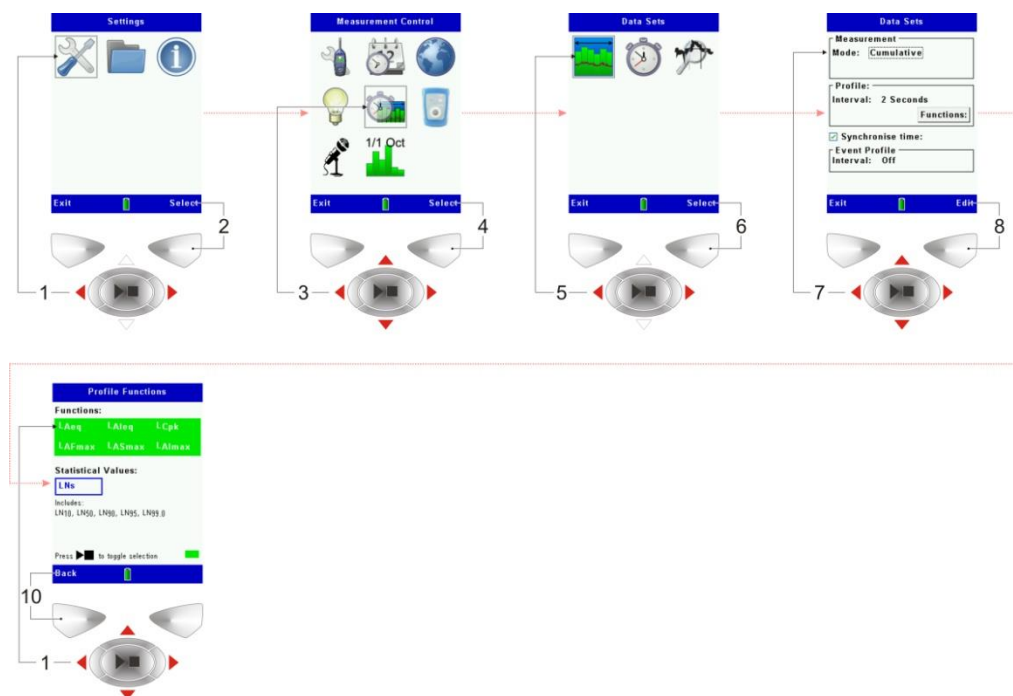 Settings
Exit
Select
2
1
Measurement Control
1/1 Oct
Exit
Select
4
3
Data Sets
Exit
Select
6
5
Data Sets
Measurement
Mode: Cumulative
Profile:
Interval: 2 Seconds
Functions:
Synchronise time:
Event Profile
Interval: Off
Exit
Edit
8
7
Profile Functions
Functions:
LAeq LAIeq LCpk
LAFmax LASmax LAImax
Statistical Values:
LNs
Includes:
LN10, LN50, LN90, LN95, LN99.0
Press to toggle selection
Back
10
1